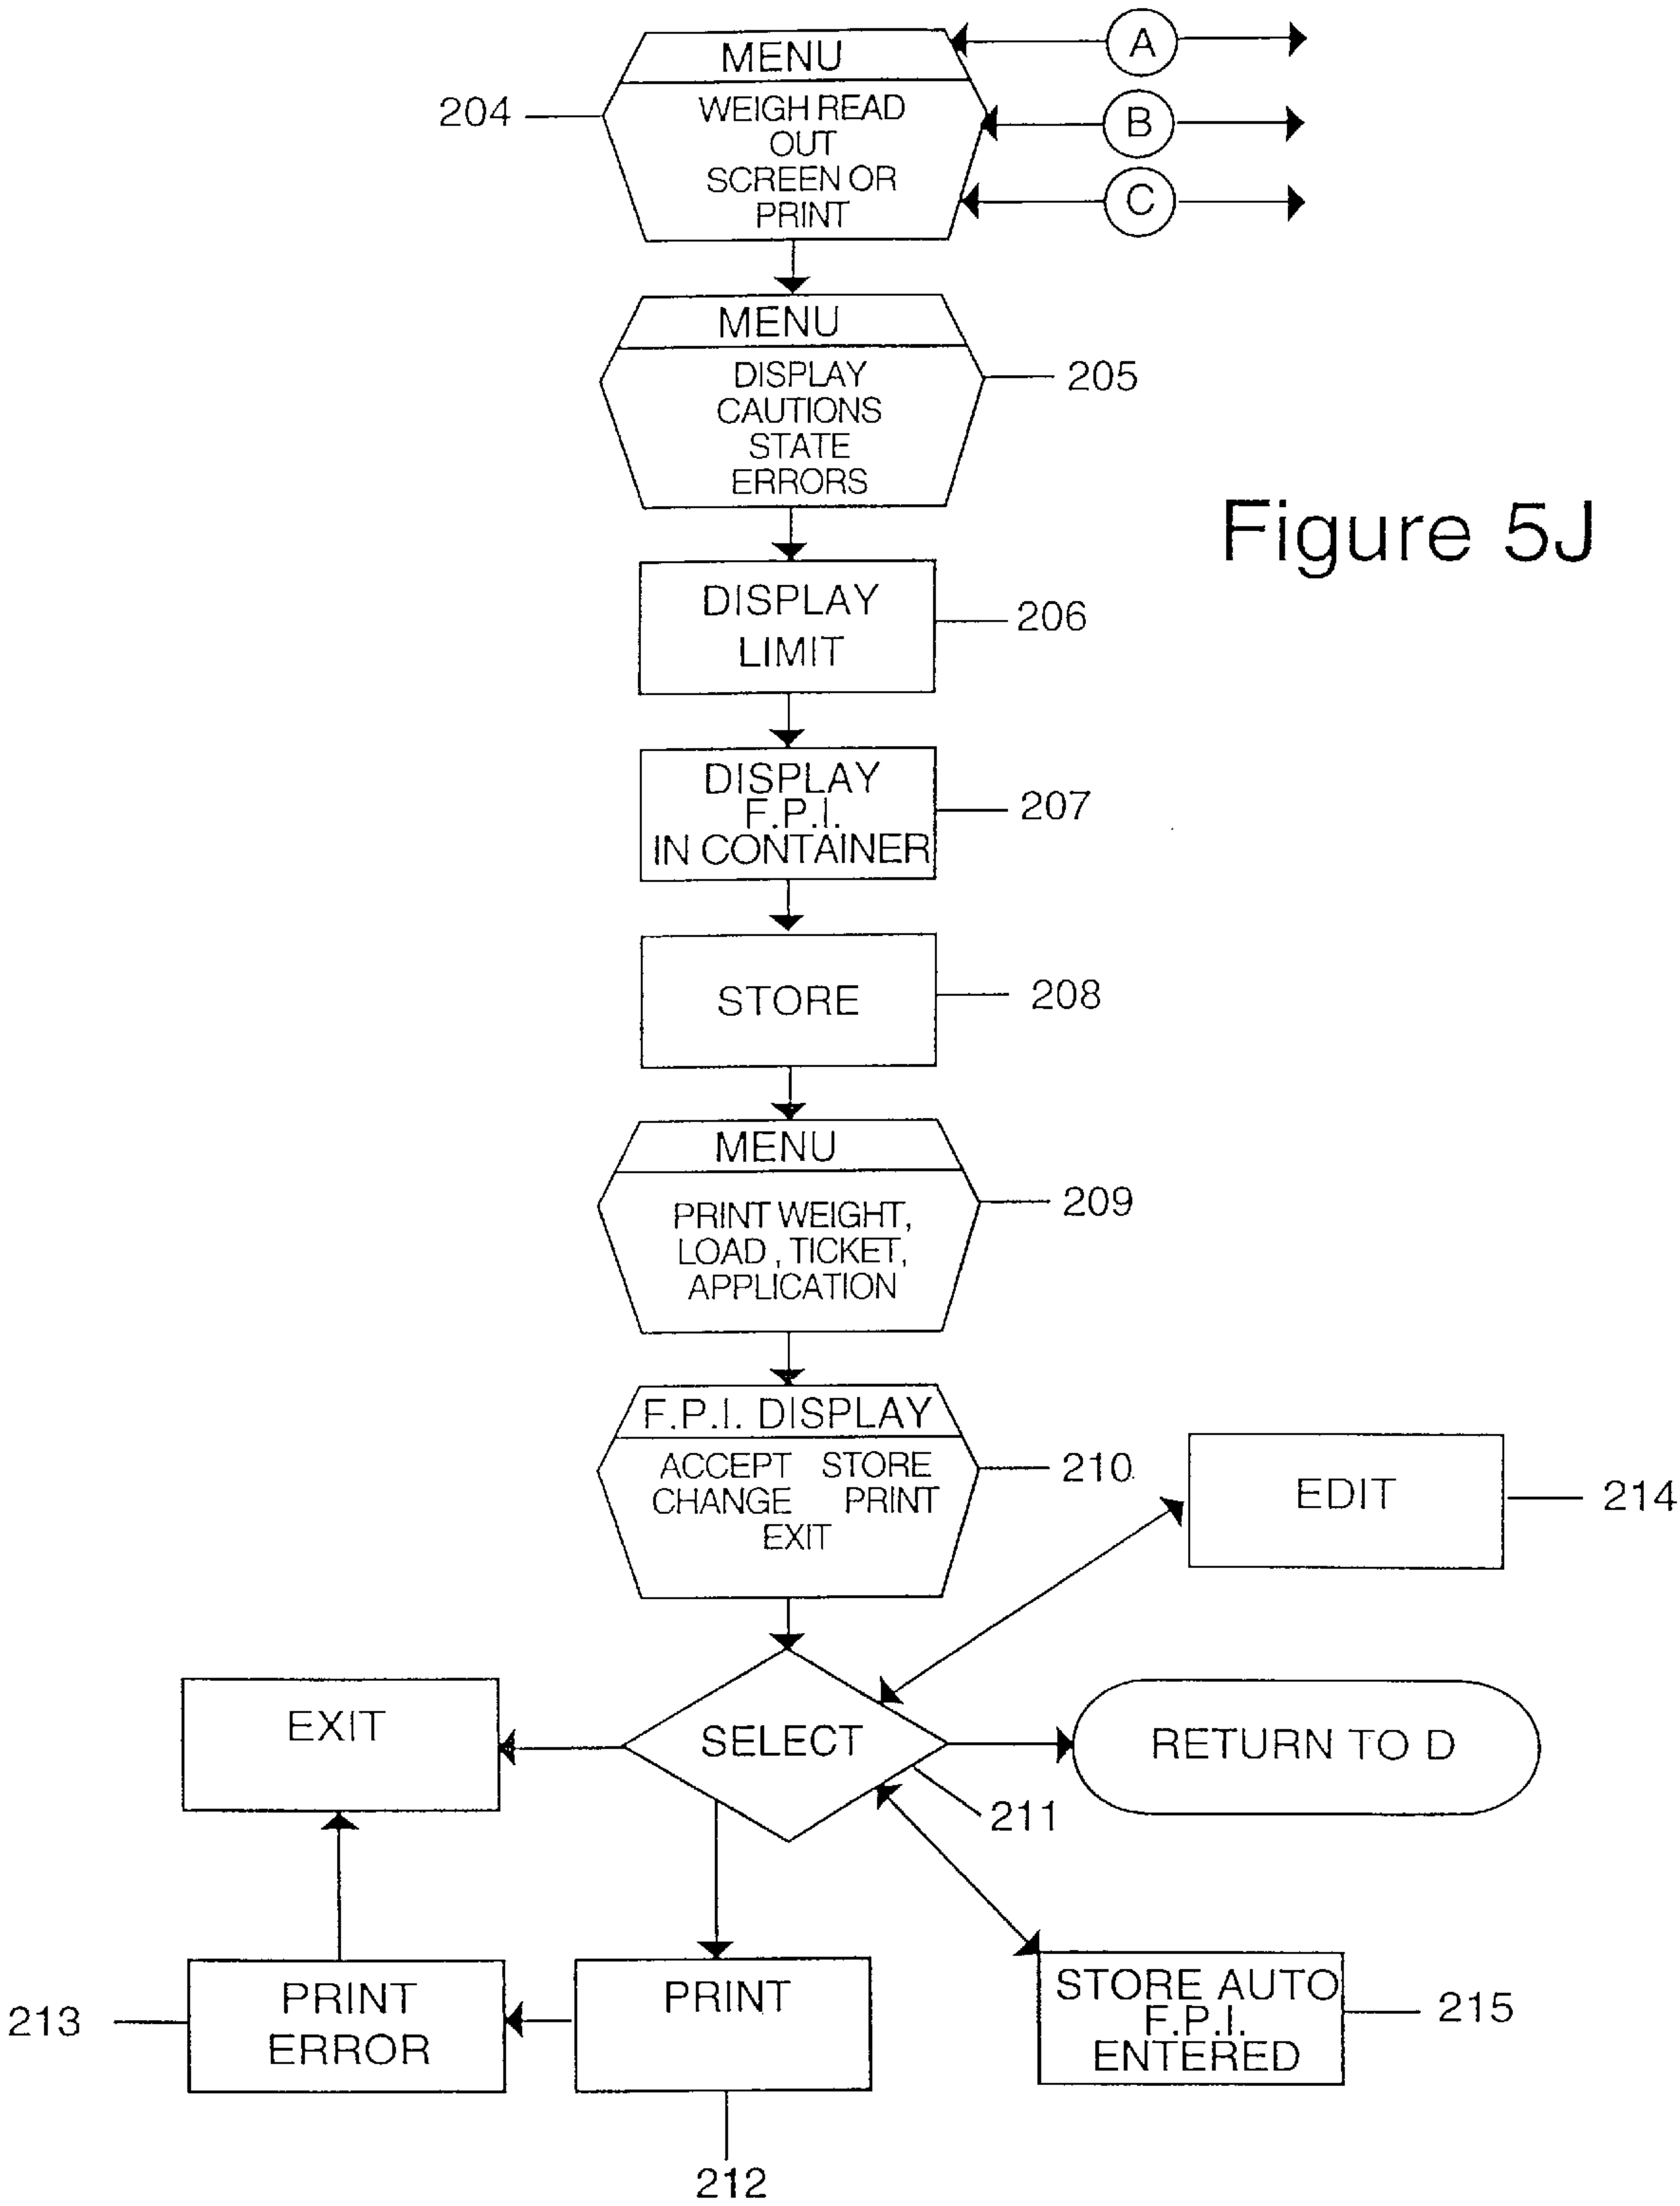 MENU
A
204
WEIGH READ
OUT
SCREEN OR
PRINT
B
C
MENU
DISPLAY
CAUTIONS
STATE
ERRORS
205
Figure 5J
DISPLAY
LIMIT
206
DISPLAY
F.P.I.
IN CONTAINER
207
STORE
208
MENU
PRINT WEIGHT,
LOAD, TICKET,
APPLICATION
209
F.P.I. DISPLAY
ACCEPT STORE
CHANGE PRINT
EXIT
210
EDIT
214
EXIT
SELECT
RETURN TO D
211
213
PRINT
ERROR
PRINT
212
STORE AUTO
F.P.I.
ENTERED
215